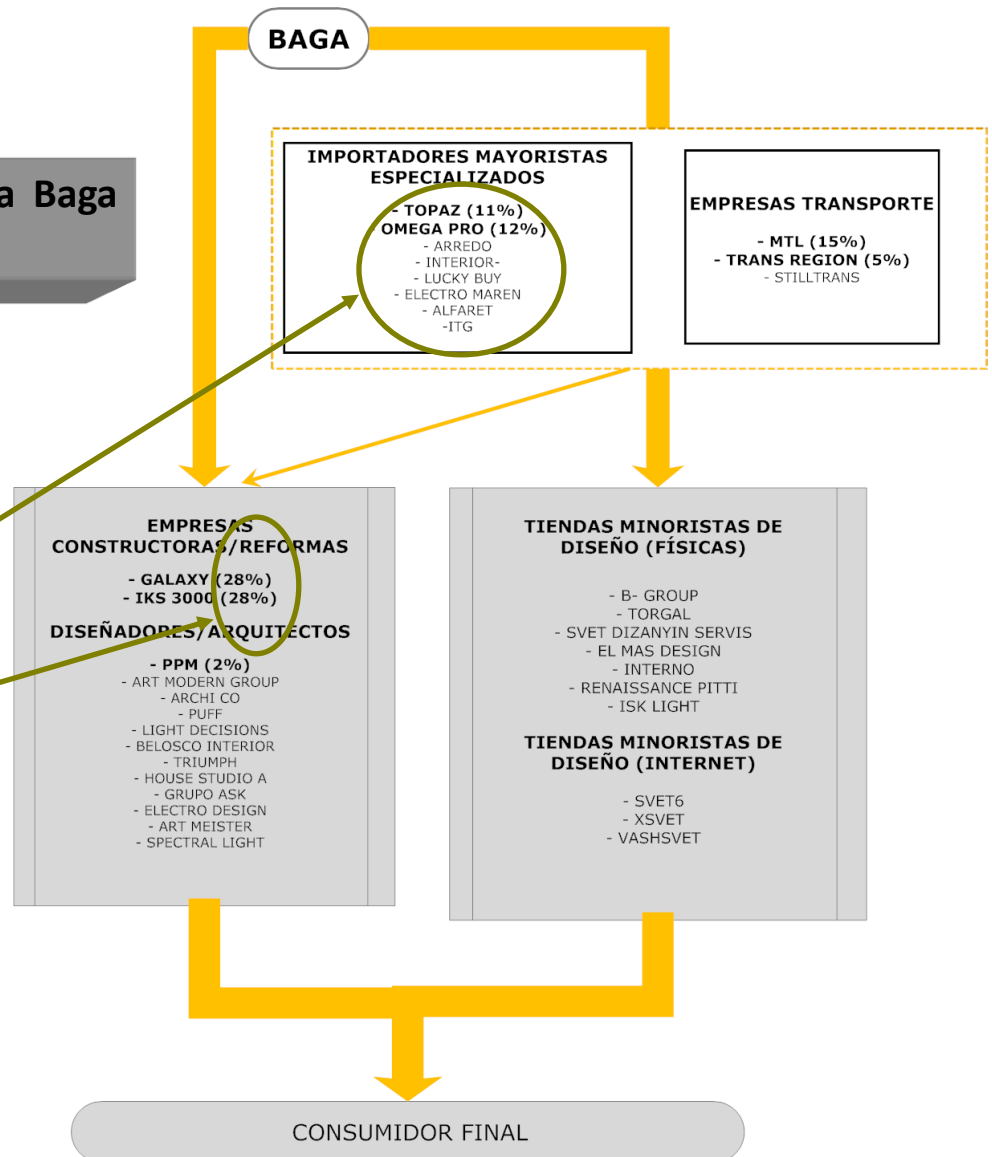 BAGA
a Baga
IMPORTADORES MAYORISTAS
ESPECIALIZADOS
- TOPAZ (11%)
- OMEGA PRO (12%)
- ARREDO
- INTERIOR-
- LUCKY BUY
- ELECTRO MAREN
- ALFARET
-ITG
EMPRESAS TRANSPORTE
- MTL (15%)
- TRANS REGION (5%)
- STILLTRANS
EMPRESAS
CONSTRUCTORAS/REFORMAS
- GALAXY (28%)
- IKS 3000 (28%)
DISEÑADORES/ARQUITECTOS
- PPM (2%)
- ART MODERN GROUP
- ARCHI CO
- PUFF
- LIGHT DECISIONS
- BELOSCO INTERIOR
- TRIUMPH
- HOUSE STUDIO A
- GRUPO ASK
- ELECTRO DESIGN
- ART MEISTER
- SPECTRAL LIGHT
TIENDAS MINORISTAS DE
DISEÑO (FÍSICAS)
- B- GROUP
- TORGAL
- SVET DIZANYIN SERVIS
- EL MAS DESIGN
- INTERNO
- RENAISSANCE PITTI
- ISK LIGHT
TIENDAS MINORISTAS DE
DISEÑO (INTERNET)
- SVET6
- XSVET
- VASHSVET
CONSUMIDOR FINAL